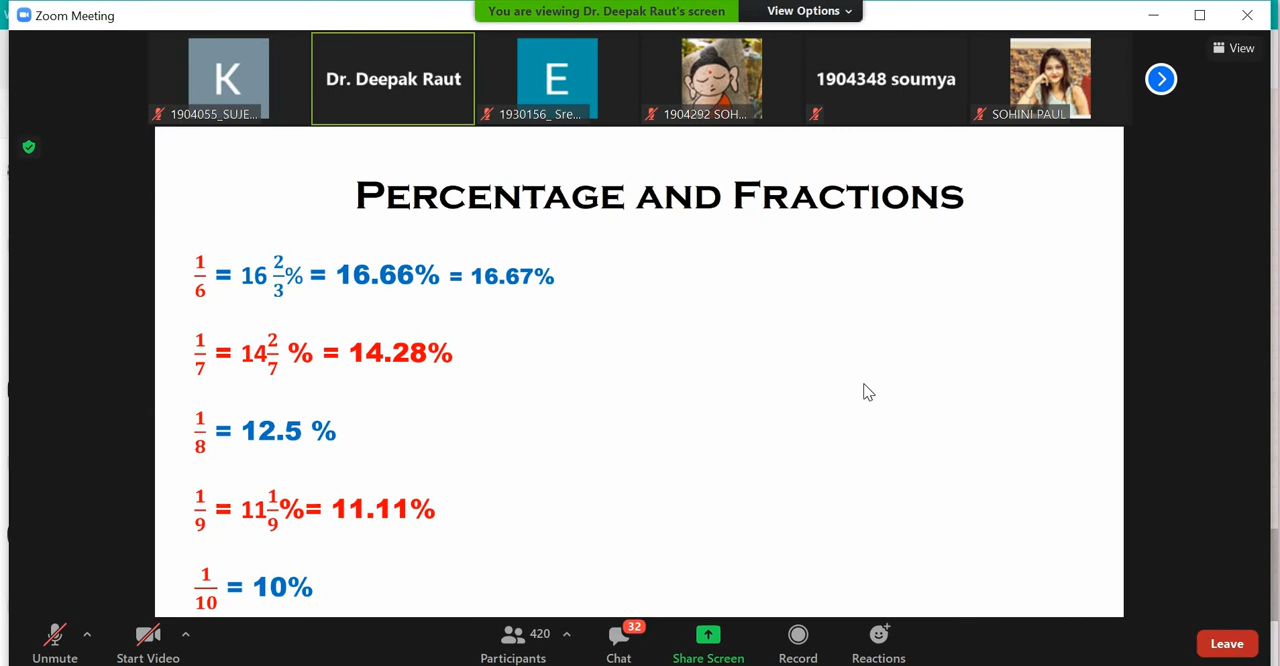 Zoom Meeting
You are viewing Dr. Deepak Raut's screen View Options
View
K
Dr. Deepak Raut
E
1904348 soumya
1904055_SUJE...
1930156_ Sre...
1904292 SOH...
SOHINI PAUL
PERCENTAGE AND FRACTIONS
1/6 = 16 2/3% = 16.66% = 16.67%
1/7 = 14 2/7 % = 14.28%
1/8 = 12.5 %
1/9 = 11 1/9%= 11.11%
1/10 = 10%
Unmute
Start Video
420
Participants
32
Chat
Share Screen
Record
Reactions
Leave